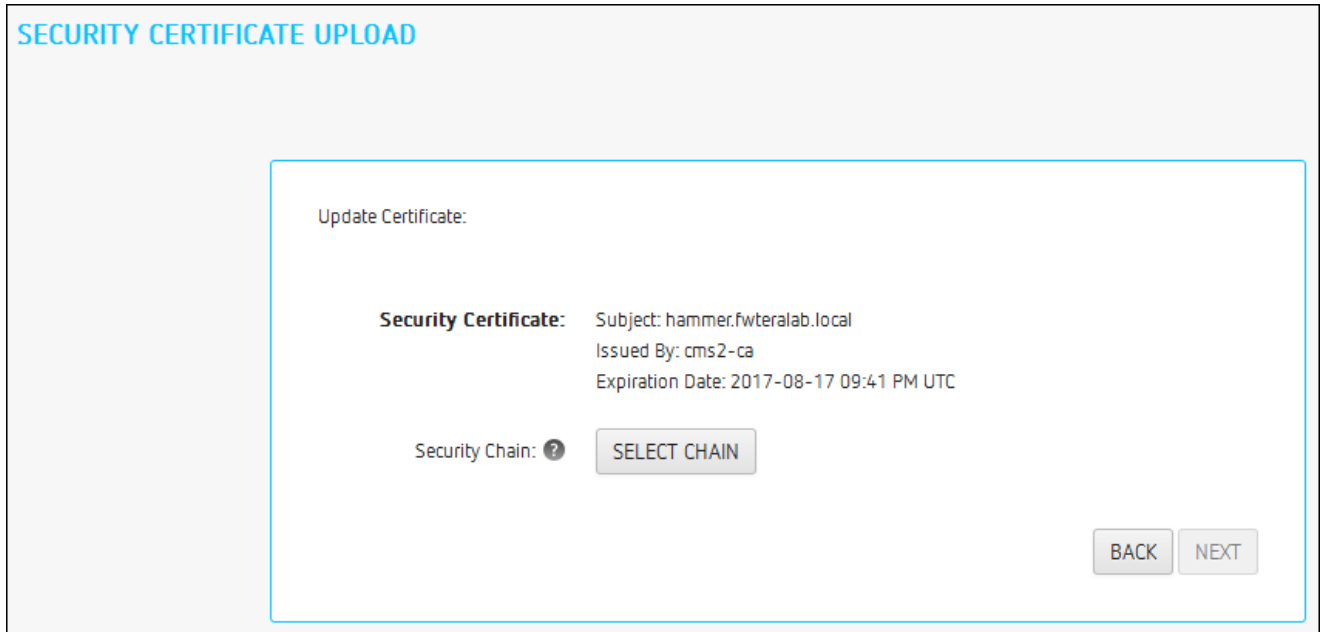 SECURITY CERTIFICATE UPLOAD
Update Certificate:
Security Certificate: Subject: hammer.fwteralab.local
Issued By: cms2-ca
Expiration Date: 2017-08-17 09:41 PM UTC
Security Chain: ? SELECT CHAIN
BACK NEXT